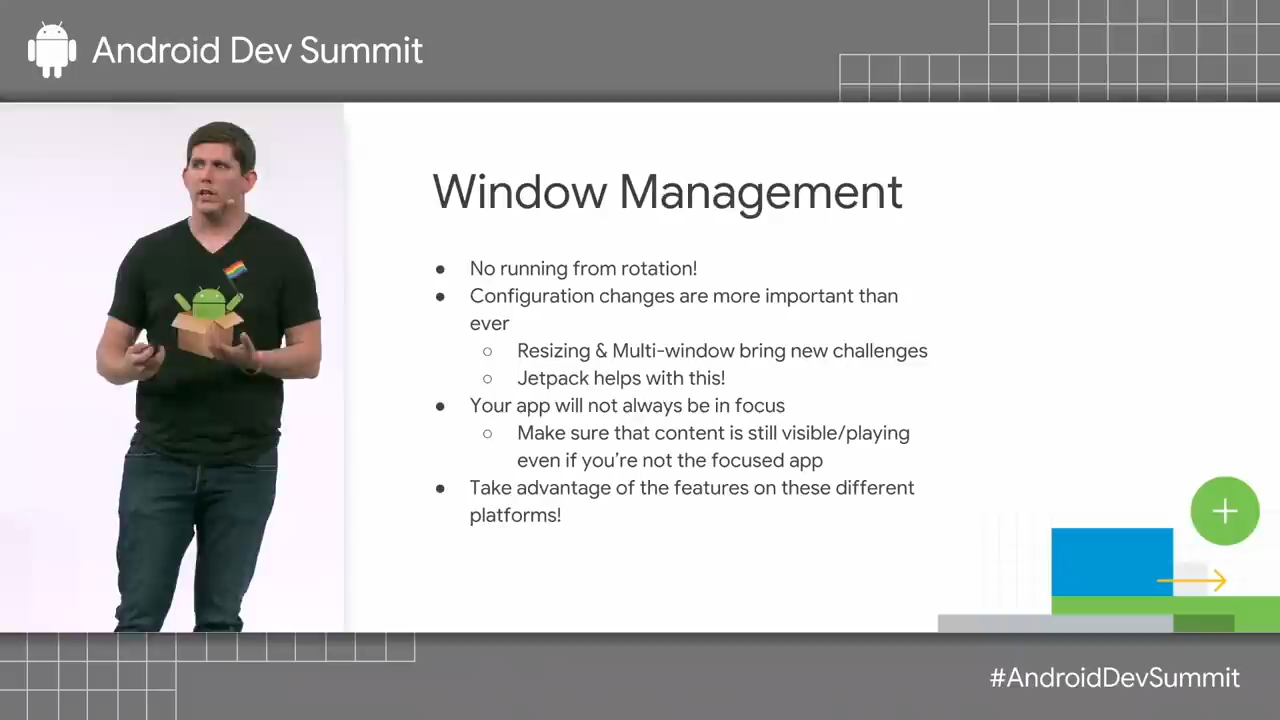 Android Dev Summit
Window Management
● No running from rotation!
● Configuration changes are more important than
ever
○ Resizing & Multi-window bring new challenges
○ Jetpack helps with this!
● Your app will not always be in focus
○ Make sure that content is still visible/playing
even if you’re not the focused app
● Take advantage of the features on these different
platforms!
#AndroidDevSummit